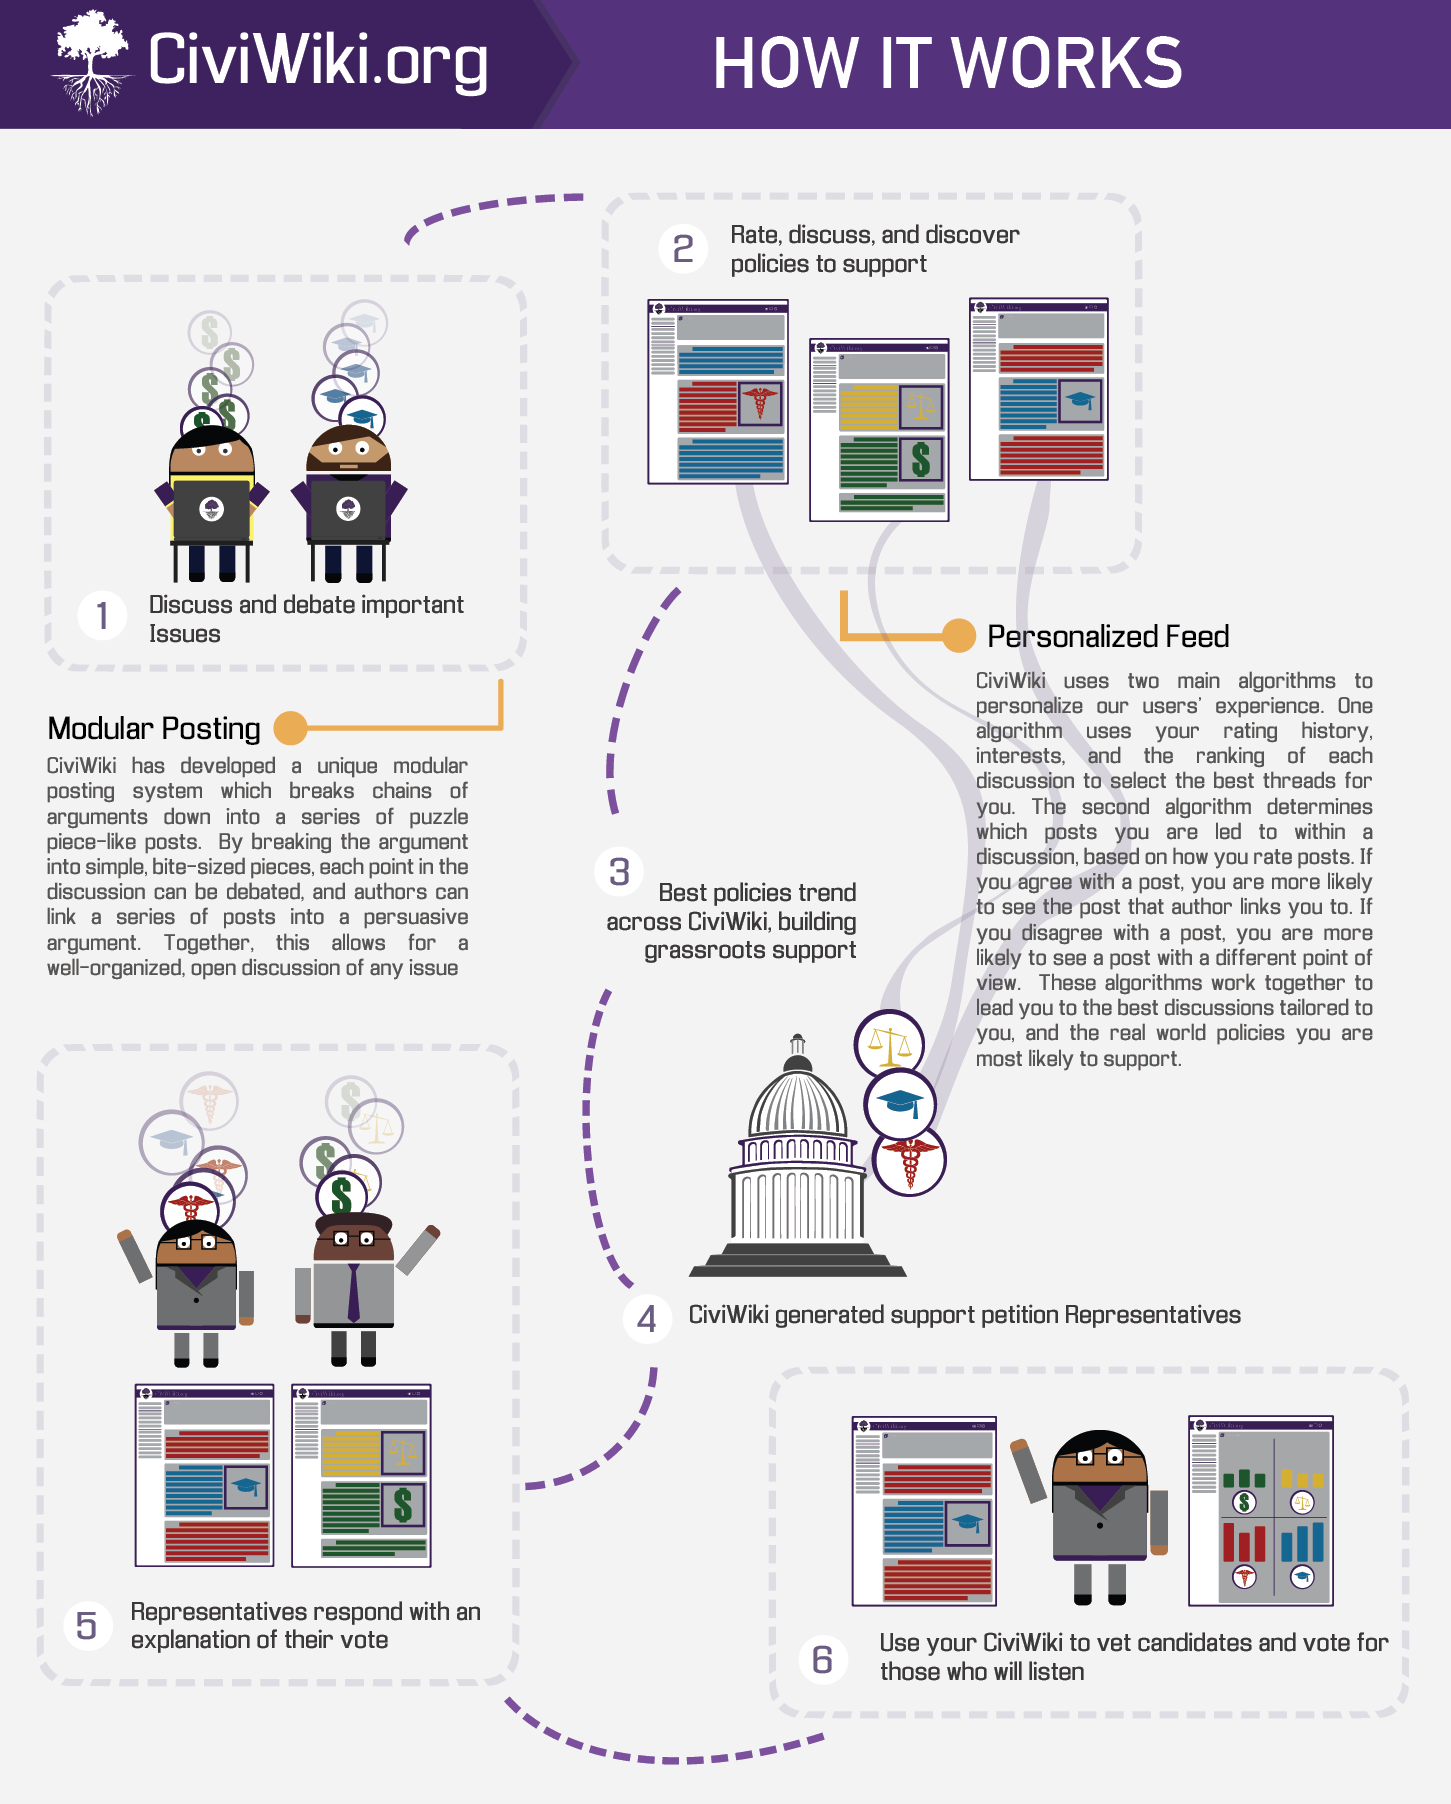 CiviWiki.org
HOW IT WORKS
1
Discuss and debate important
Issues
Modular Posting
CiviWiki has developed a unique modular
posting system which breaks chains of
arguments down into a series of puzzle
piece-like posts. By breaking the argument
into simple, bite-sized pieces, each point in the
discussion can be debated, and authors can
link a series of posts into a persuasive
argument. Together, this allows for a
well-organized, open discussion of any issue
2
Rate, discuss, and discover
policies to support
Personalized Feed
CiviWiki uses two main algorithms to
personalize our users' experience. One
algorithm uses your rating history,
interests, and the ranking of each
discussion to select the best threads for
you. The second algorithm determines
which posts you are led to within a
discussion, based on how you rate posts. If
you agree with a post, you are more likely
to see the post that author links you to. If
you disagree with a post, you are more
likely to see a post with a different point of
view. These algorithms work together to
lead you to the best discussions tailored to
you, and the real world policies you are
most likely to support.
3
Best policies trend
across CiviWiki, building
grassroots support
4
CiviWiki generated support petition Representatives
5
Representatives respond with an
explanation of their vote
6
Use your CiviWiki to vet candidates and vote for
those who will listen